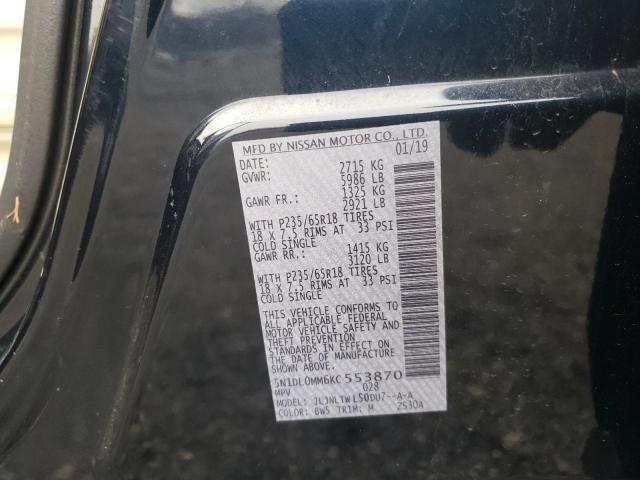 MFD BY NISSAN MOTOR CO., LTD.
DATE: 01/19
GVWR: 2715 KG
5986 LB
GAWR FR.: 1325 KG
2921 LB
WITH P235/65R18 TIRES
18 X 7.5 RIMS AT 33 PSI
COLD SINGLE
GAWR RR.: 1415 KG
3120 LB
WITH P235/65R18 TIRES
18 X 7.5 RIMS AT 33 PSI
COLD SINGLE
THIS VEHICLE CONFORMS TO
ALL APPLICABLE FEDERAL
MOTOR VEHICLE SAFETY AND
THEFT PREVENTION
STANDARDS IN EFFECT ON
THE DATE OF MANUFACTURE
SHOWN ABOVE.
5N1DL0MM6KC553870
MPV 028
MODEL: JLJNLTWL50DU7--A-A
COLOR: BW5 TRIM: M 2S30A